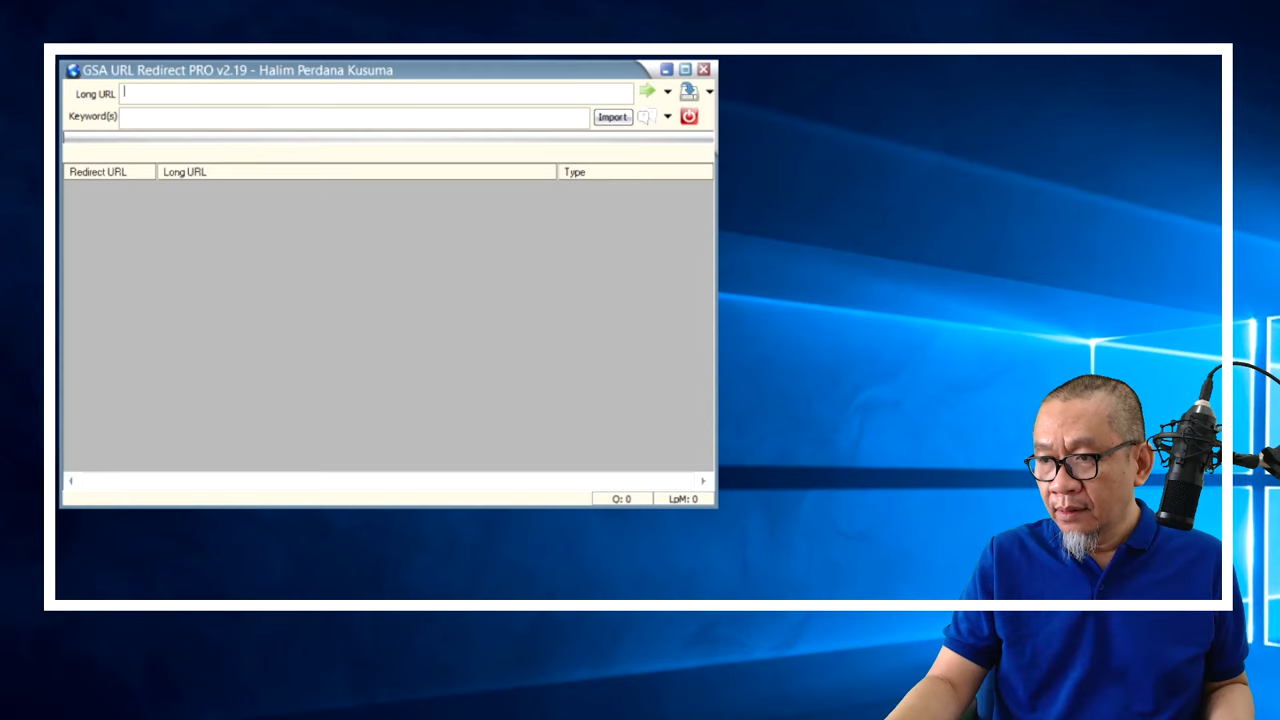 GSA URL Redirect PRO v2.19 - Halim Perdana Kusuma
Long URL
Keyword(s)
Import
Redirect URL Long URL Type
Q: 0 LpM: 0